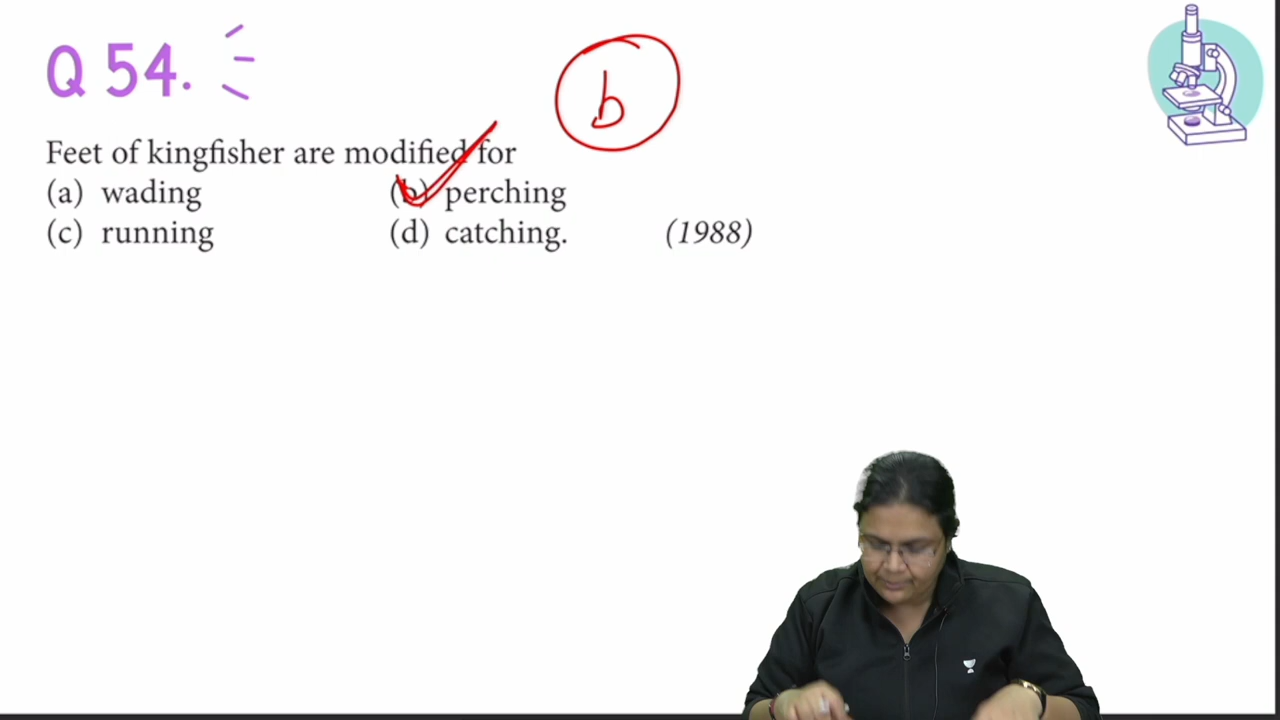 Q 54.
b
Feet of kingfisher are modified for
(a) wading (b) perching
(c) running (d) catching. (1988)